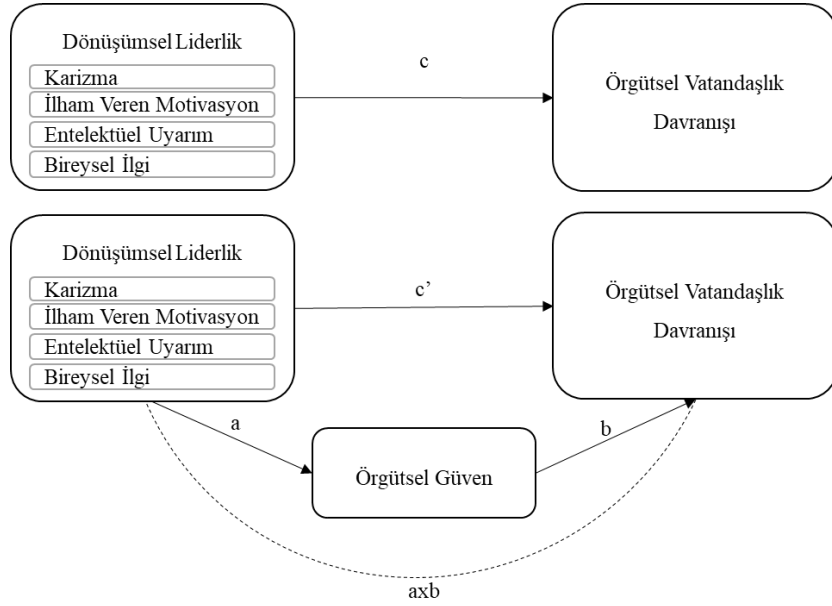 Dönüşümsel Liderlik
Karizma
İlham Veren Motivasyon
Entelektüel Uyarım
Bireysel İlgi
c
Örgütsel Vatandaşlık
Davranışı
Dönüşümsel Liderlik
Karizma
İlham Veren Motivasyon
Entelektüel Uyarım
Bireysel İlgi
c’
Örgütsel Vatandaşlık
Davranışı
a
b
Örgütsel Güven
axb